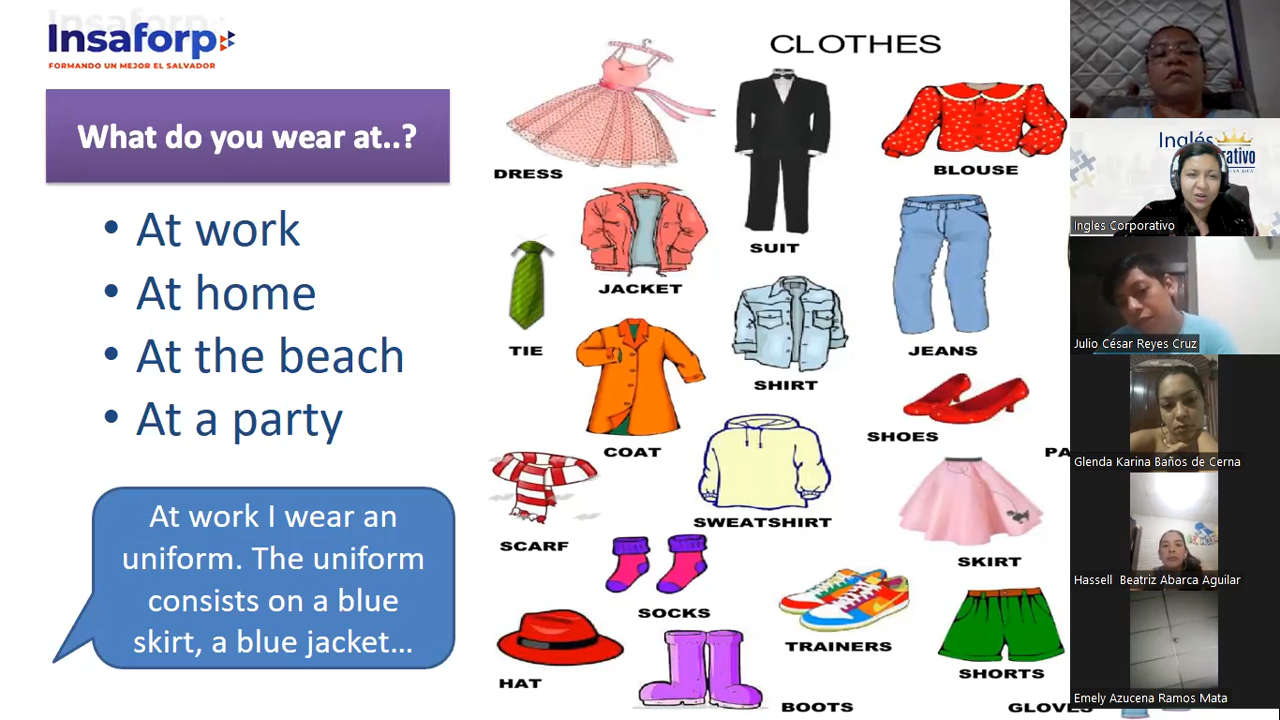 Insaforp
FORMANDO UN MEJOR EL SALVADOR
What do you wear at..?
• At work
• At home
• At the beach
• At a party
At work I wear an
uniform. The uniform
consists on a blue
skirt, a blue jacket...
CLOTHES
DRESS
SUIT
BLOUSE
JACKET
TIE
SHIRT
JEANS
COAT
SHOES
PA
SCARF
SWEATSHIRT
SKIRT
SOCKS
TRAINERS
HAT
BOOTS
SHORTS
GLOVES
Inglés
Ingles Corporativo
Julio César Reyes Cruz
Glenda Karina Baños de Cerna
Hassell Beatriz Abarca Aguilar
Emely Azucena Ramos Mata